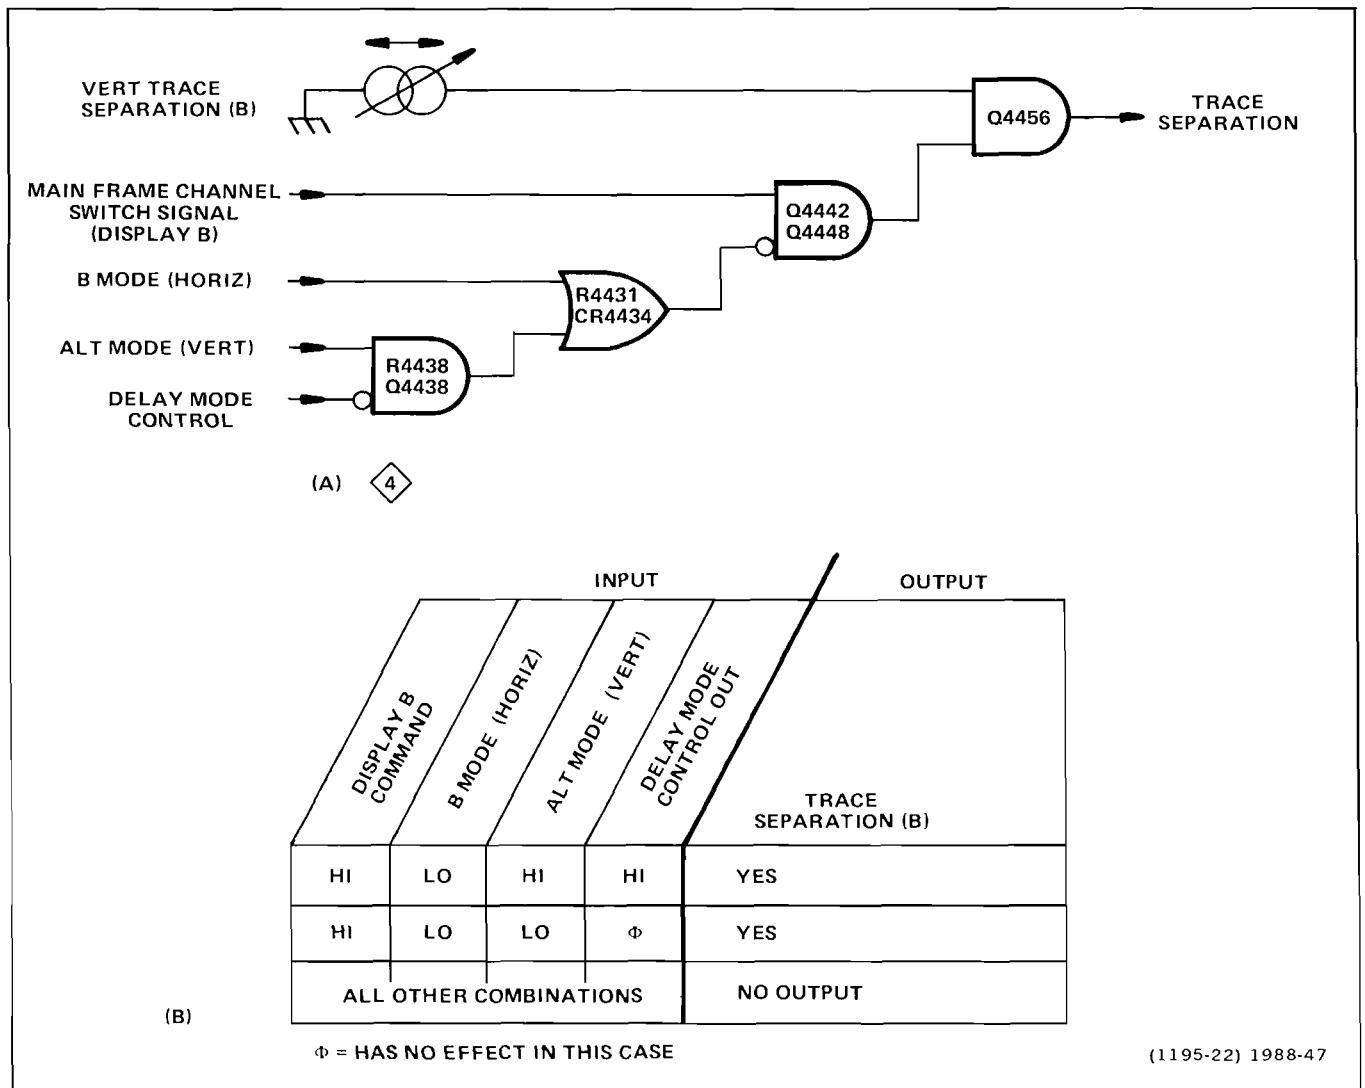 VERT TRACE
SEPARATION (B)
Q4456
TRACE
SEPARATION
MAIN FRAME CHANNEL
SWITCH SIGNAL
(DISPLAY B)
Q4442
Q4448
B MODE (HORIZ)
R4431
CR4434
ALT MODE (VERT)
R4438
Q4438
DELAY MODE
CONTROL
(A)
4
INPUT
OUTPUT
DISPLAY B
COMMAND
B MODE (HORIZ)
ALT MODE (VERT)
DELAY MODE
CONTROL OUT
TRACE
SEPARATION (B)
HI LO HI HI YES
HI LO LO Φ YES
ALL OTHER COMBINATIONS NO OUTPUT
(B)
Φ = HAS NO EFFECT IN THIS CASE
(1195-22) 1988-47